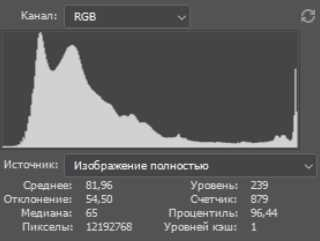 Канал: RGB
Источник: Изображение полностью
Среднее: 81,96 Уровень: 239
Отклонение: 54,50 Счетчик: 879
Медиана: 65 Процентиль: 96,44
Пикселы: 12192768 Уровней кэш: 1